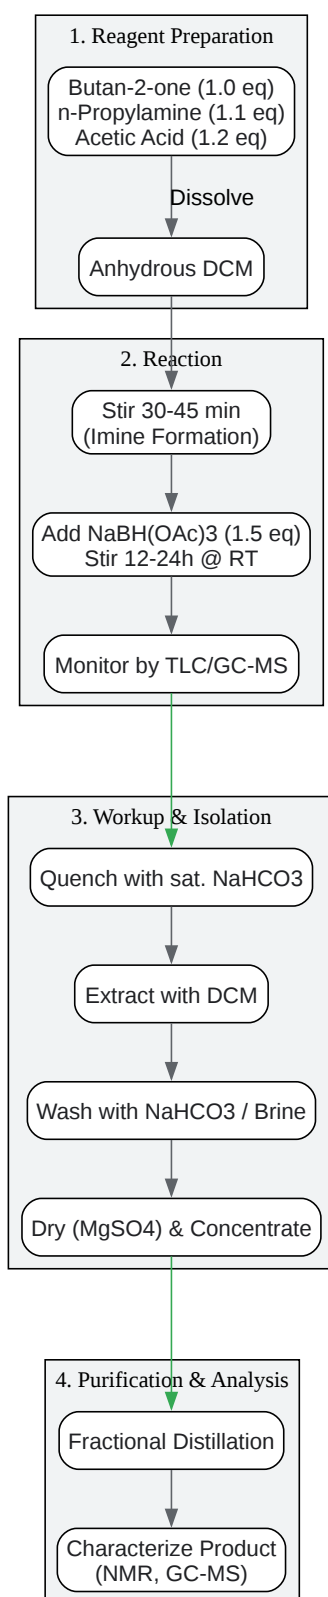 1. Reagent Preparation
Butan-2-one (1.0 eq)
n-Propylamine (1.1 eq)
Acetic Acid (1.2 eq)
Dissolve
Anhydrous DCM
2. Reaction
Stir 30-45 min
(Imine Formation)
Add NaBH(OAc)3 (1.5 eq)
Stir 12-24h @ RT
Monitor by TLC/GC-MS
3. Workup & Isolation
Quench with sat. NaHCO3
Extract with DCM
Wash with NaHCO3 / Brine
Dry (MgSO4) & Concentrate
4. Purification & Analysis
Fractional Distillation
Characterize Product
(NMR, GC-MS)